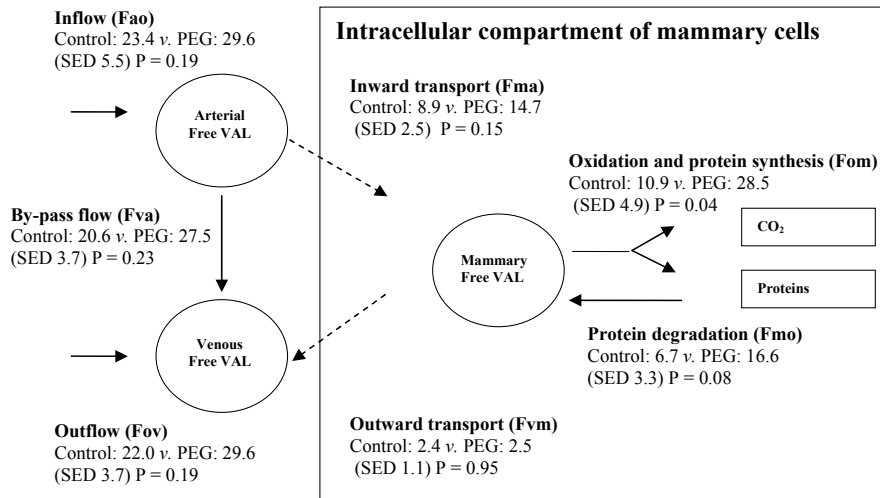 Inflow (Fao)
Control: 23.4 v. PEG: 29.6
(SED 5.5) P = 0.19
Arterial
Free VAL
By-pass flow (Fva)
Control: 20.6 v. PEG: 27.5
(SED 3.7) P = 0.23
Venous
Free VAL
Outflow (Fov)
Control: 22.0 v. PEG: 29.6
(SED 3.7) P = 0.19
Intracellular compartment of mammary cells
Inward transport (Fma)
Control: 8.9 v. PEG: 14.7
(SED 2.5) P = 0.15
Oxidation and protein synthesis (Fom)
Control: 10.9 v. PEG: 28.5
(SED 4.9) P = 0.04
Mammary
Free VAL
CO₂
Proteins
Protein degradation (Fmo)
Control: 6.7 v. PEG: 16.6
(SED 3.3) P = 0.08
Outward transport (Fvm)
Control: 2.4 v. PEG: 2.5
(SED 1.1) P = 0.95